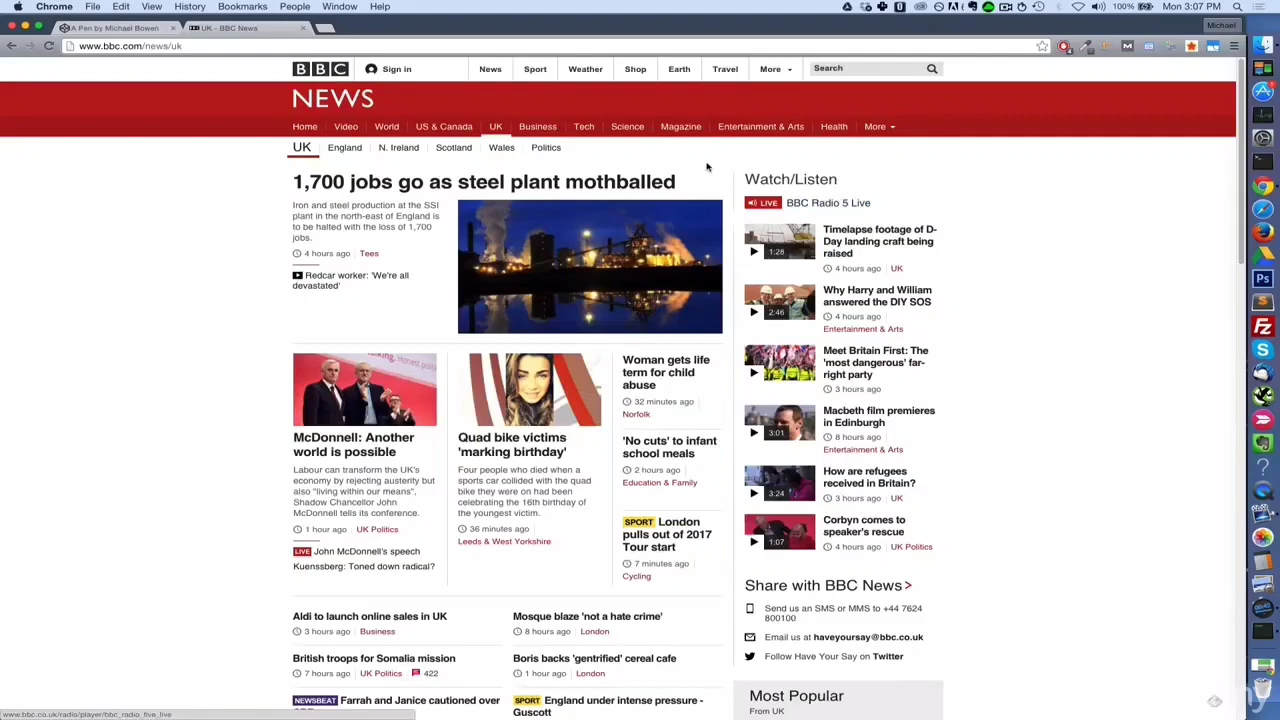 Chrome File Edit View History Bookmarks People Window Help
100% Mon 3:07 PM
A Pen by Michael Bowen
UK - BBC News
Michael
www.bbc.com/news/uk
BBC Sign in News Sport Weather Shop Earth Travel More Search
NEWS
Home Video World US & Canada UK Business Tech Science Magazine Entertainment & Arts Health More
UK England N. Ireland Scotland Wales Politics
1,700 jobs go as steel plant mothballed
Iron and steel production at the SSI
plant in the north-east of England is
to be halted with the loss of 1,700
jobs.
4 hours ago Tees
Redcar worker: 'We're all
devastated'
McDonnell: Another
world is possible
Labour can transform the UK's
economy by rejecting austerity but
also "living within our means",
Shadow Chancellor John
McDonnell tells its conference.
1 hour ago UK Politics
LIVE John McDonnell's speech
Kuenssberg: Toned down radical?
Quad bike victims
'marking birthday'
Four people who died when a
sports car collided with the quad
bike they were on had been
celebrating the 16th birthday of
the youngest victim.
36 minutes ago
Leeds & West Yorkshire
Woman gets life
term for child
abuse
32 minutes ago
Norfolk
'No cuts' to infant
school meals
2 hours ago
Education & Family
SPORT London
pulls out of 2017
Tour start
7 minutes ago
Cycling
Aldi to launch online sales in UK
3 hours ago Business
Mosque blaze 'not a hate crime'
8 hours ago London
British troops for Somalia mission
7 hours ago UK Politics 422
Boris backs 'gentrified' cereal cafe
1 hour ago London
NEWSBEAT Farrah and Janice cautioned over
SPORT England under intense pressure -
Guscott
Watch/Listen
LIVE BBC Radio 5 Live
1:28
Timelapse footage of D-
Day landing craft being
raised
4 hours ago UK
2:46
Why Harry and William
answered the DIY SOS
4 hours ago
Entertainment & Arts
Meet Britain First: The
'most dangerous' far-
right party
3 hours ago
3:01
Macbeth film premieres
in Edinburgh
8 hours ago
Entertainment & Arts
3:24
How are refugees
received in Britain?
3 hours ago UK
1:07
Corbyn comes to
speaker's rescue
4 hours ago UK Politics
Share with BBC News >
Send us an SMS or MMS to +44 7624
800100
Email us at haveyoursay@bbc.co.uk
Follow Have Your Say on Twitter
Most Popular
From UK
www.bbc.co.uk/radio/player/bbc_radio_five_live